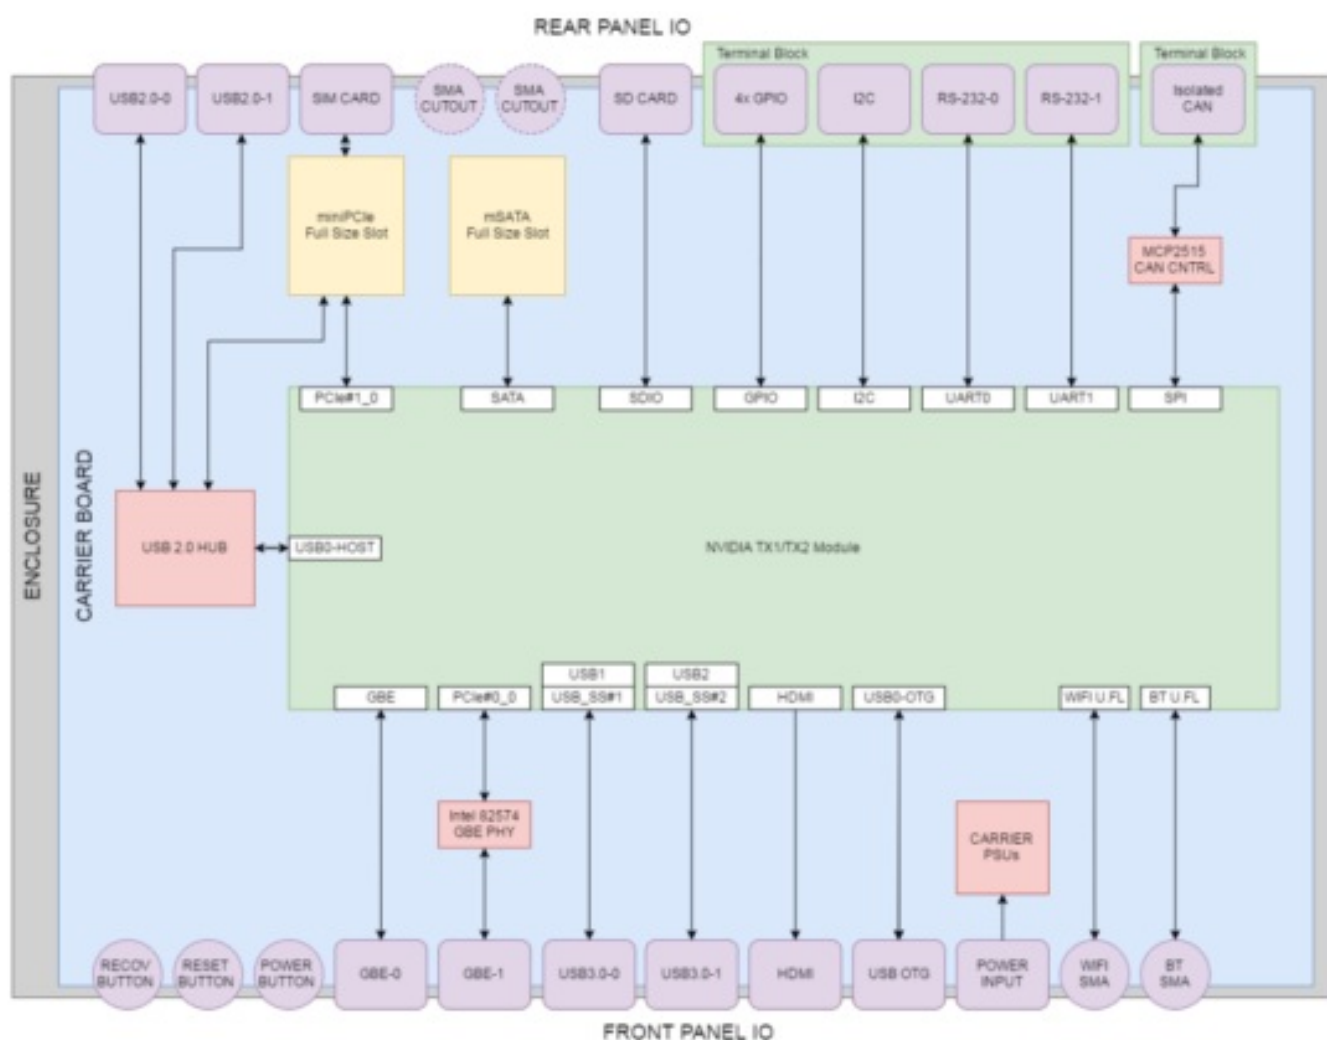 REAR PANEL IO
Terminal Block
Terminal Block
USB2.0-0
USB2.0-1
SIM CARD
SMA
CUTOUT
SMA
CUTOUT
SD CARD
4x GPIO
I2C
RS-232-0
RS-232-1
Isolated
CAN
miniPCIe
Full Size Slot
mSATA
Full Size Slot
MCP2515
CAN CNTRL
PCIe#1_0
SATA
SDIO
GPIO
I2C
UART0
UART1
SPI
ENCLOSURE
CARRIER BOARD
USB 2.0 HUB
USB0-HOST
NVIDIA TX1/TX2 Module
USB1
USB2
GBE
PCIe#0_0
USB_SS#1
USB_SS#2
HDMI
USB0-OTG
WIFI U.FL
BT U.FL
Intel 82574
GBE PHY
CARRIER
PSUs
RECOV
BUTTON
RESET
BUTTON
POWER
BUTTON
GBE-0
GBE-1
USB3.0-0
USB3.0-1
HDMI
USB OTG
POWER
INPUT
WIFI
SMA
BT
SMA
FRONT PANEL IO